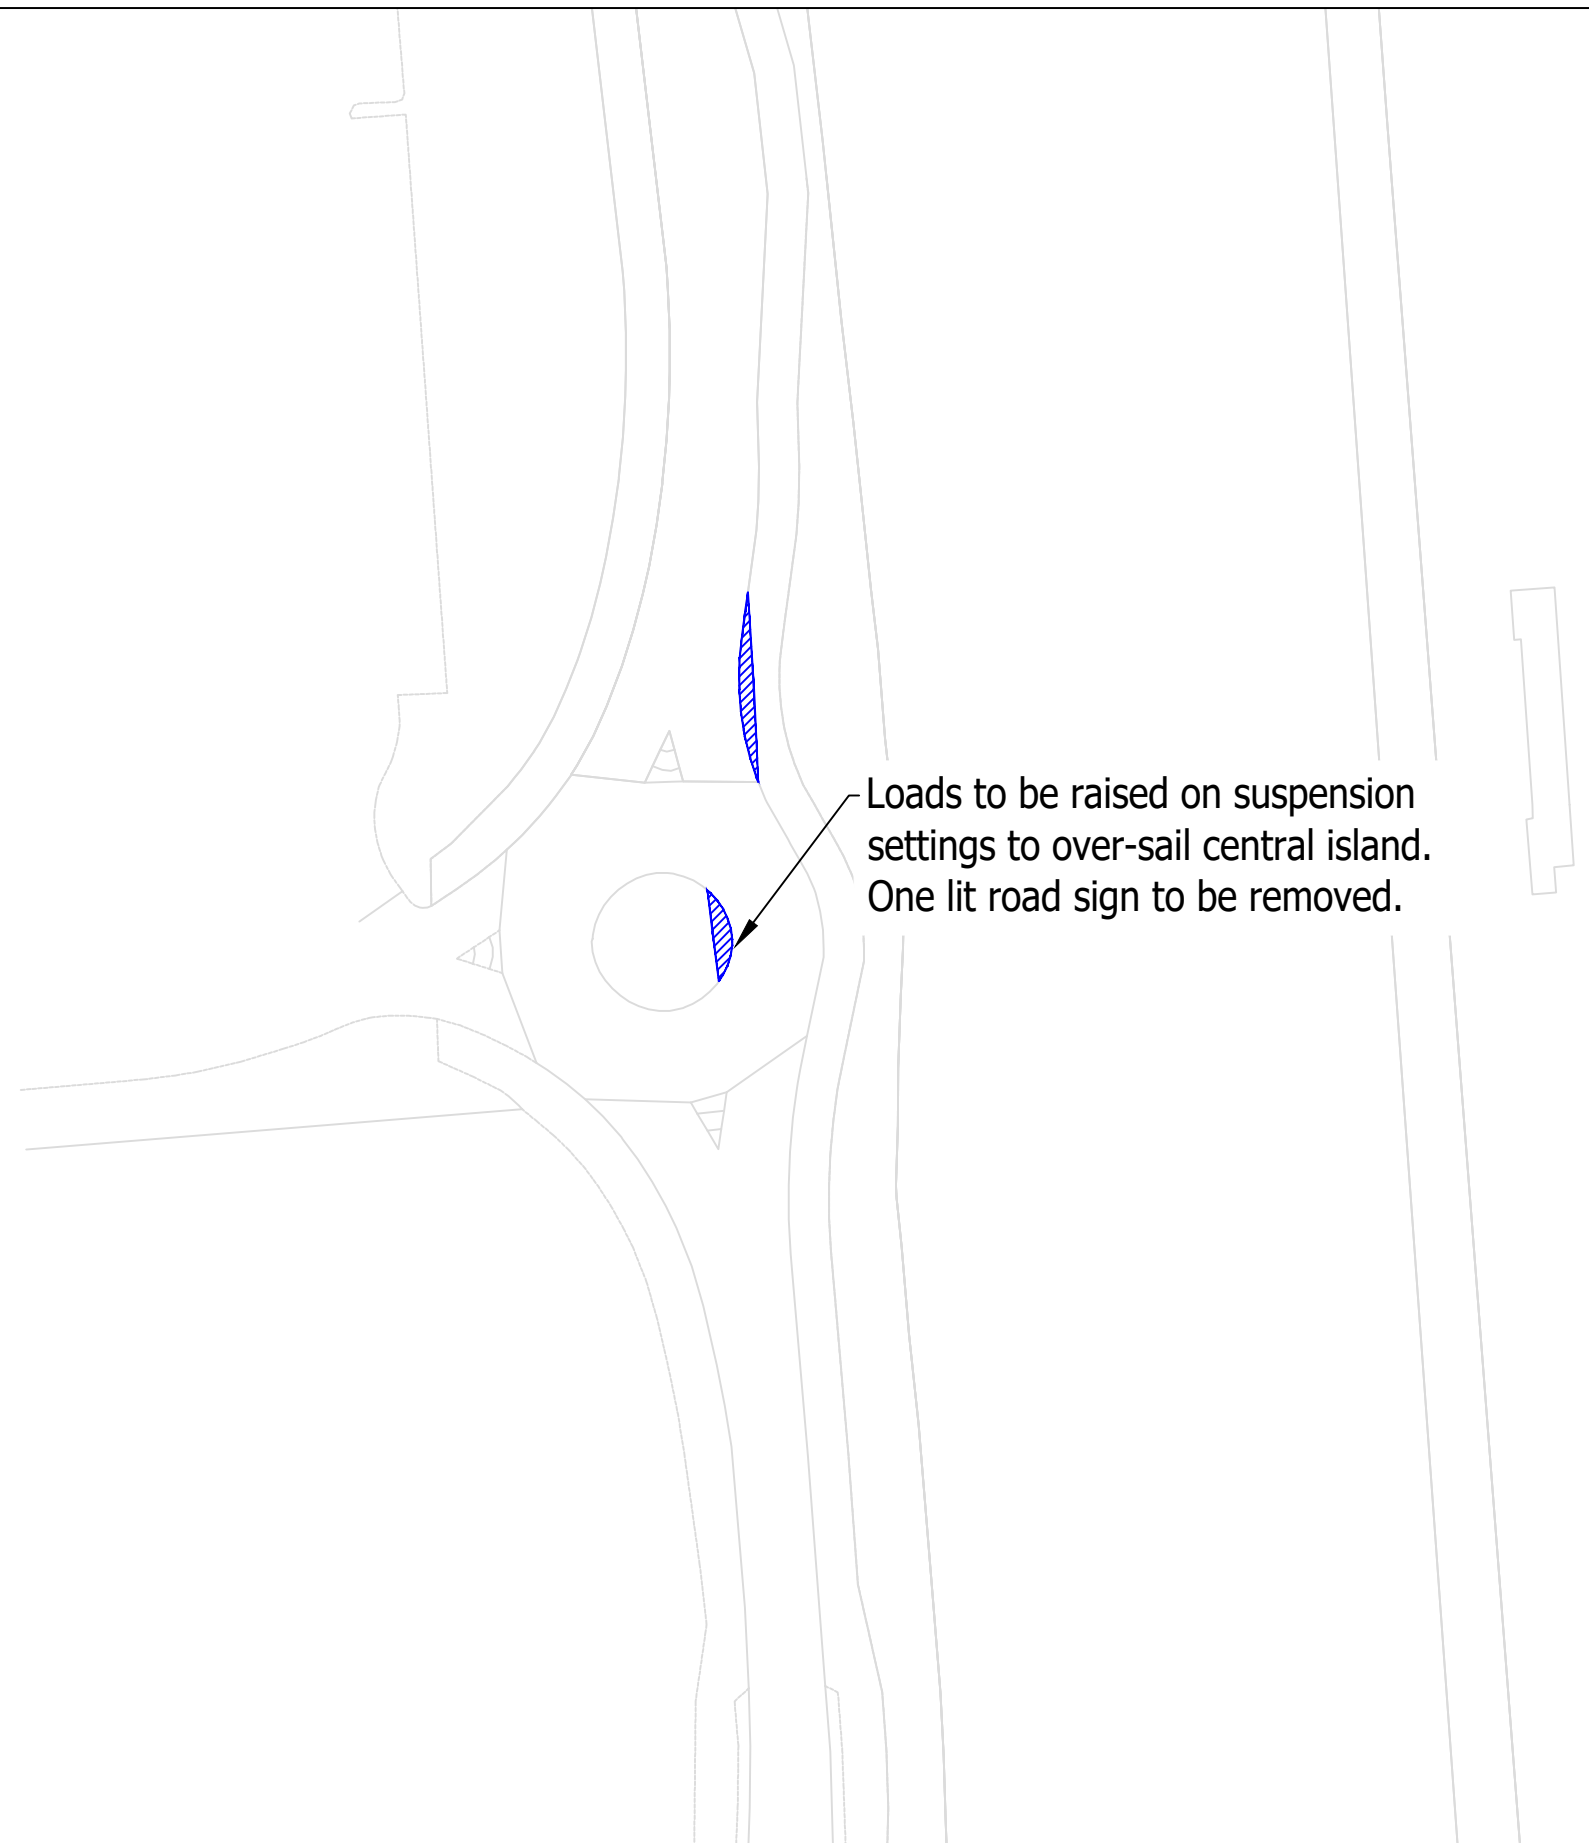 Loads to be raised on suspension
settings to over-sail central island.
One lit road sign to be removed.